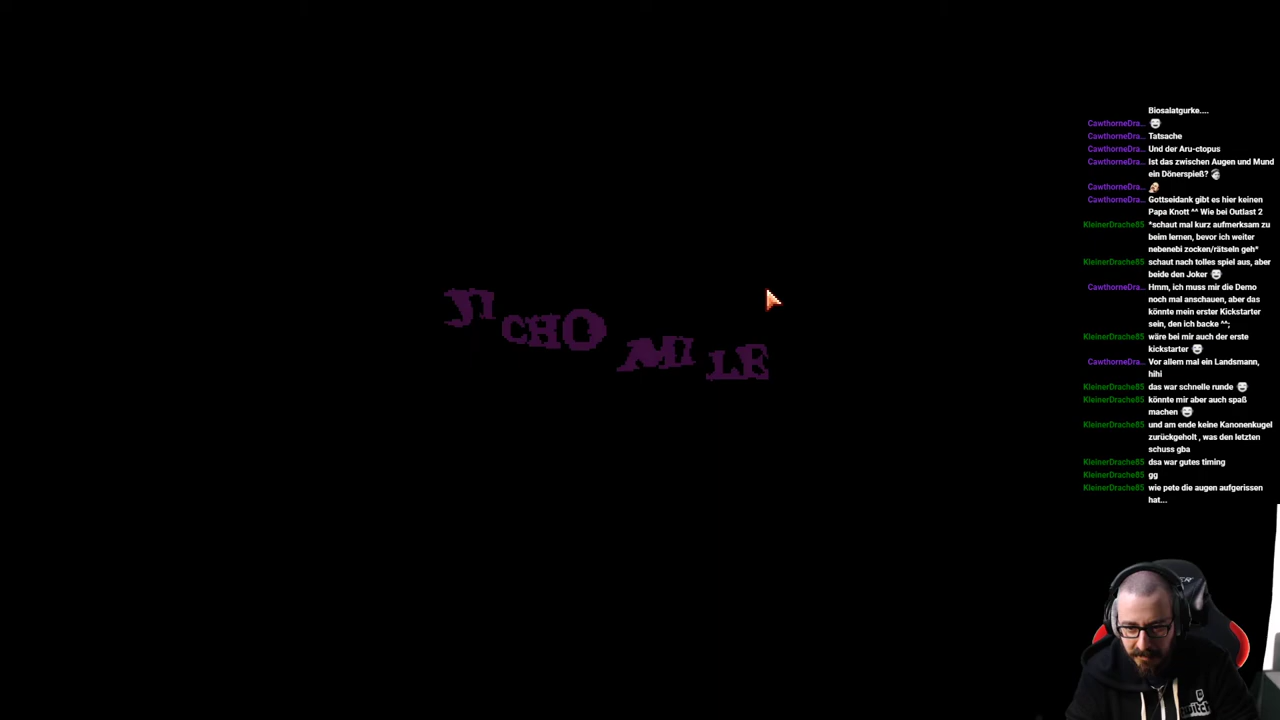 JI CHO MI LE
Biosalatgurke....
CawthorneDra...
CawthorneDra... Tatsache
CawthorneDra... Und der Aru-ctopus
CawthorneDra... Ist das zwischen Augen und Mund
ein Dönerspieß?
CawthorneDra...
CawthorneDra... Gottseidank gibt es hier keinen
Papa Knott ^^ Wie bei Outlast 2
KleinerDrache85 *schaut mal kurz aufmerksam zu
beim lernen, bevor ich weiter
nebenebi zocken/rätseln geh*
KleinerDrache85 schaut nach tolles spiel aus, aber
beide den Joker
CawthorneDra... Hmm, ich muss mir die Demo
noch mal anschauen, aber das
könnte mein erster Kickstarter
sein, den ich backe ^^;
KleinerDrache85 wäre bei mir auch der erste
kickstarter
CawthorneDra... Vor allem mal ein Landsmann,
hihi
KleinerDrache85 das war schnelle runde
KleinerDrache85 könnte mir aber auch spaß
machen
KleinerDrache85 und am ende keine Kanonenkugel
zurückgeholt , was den letzten
schuss gba
KleinerDrache85 dsa war gutes timing
KleinerDrache85 gg
KleinerDrache85 wie pete die augen aufgerissen
hat...